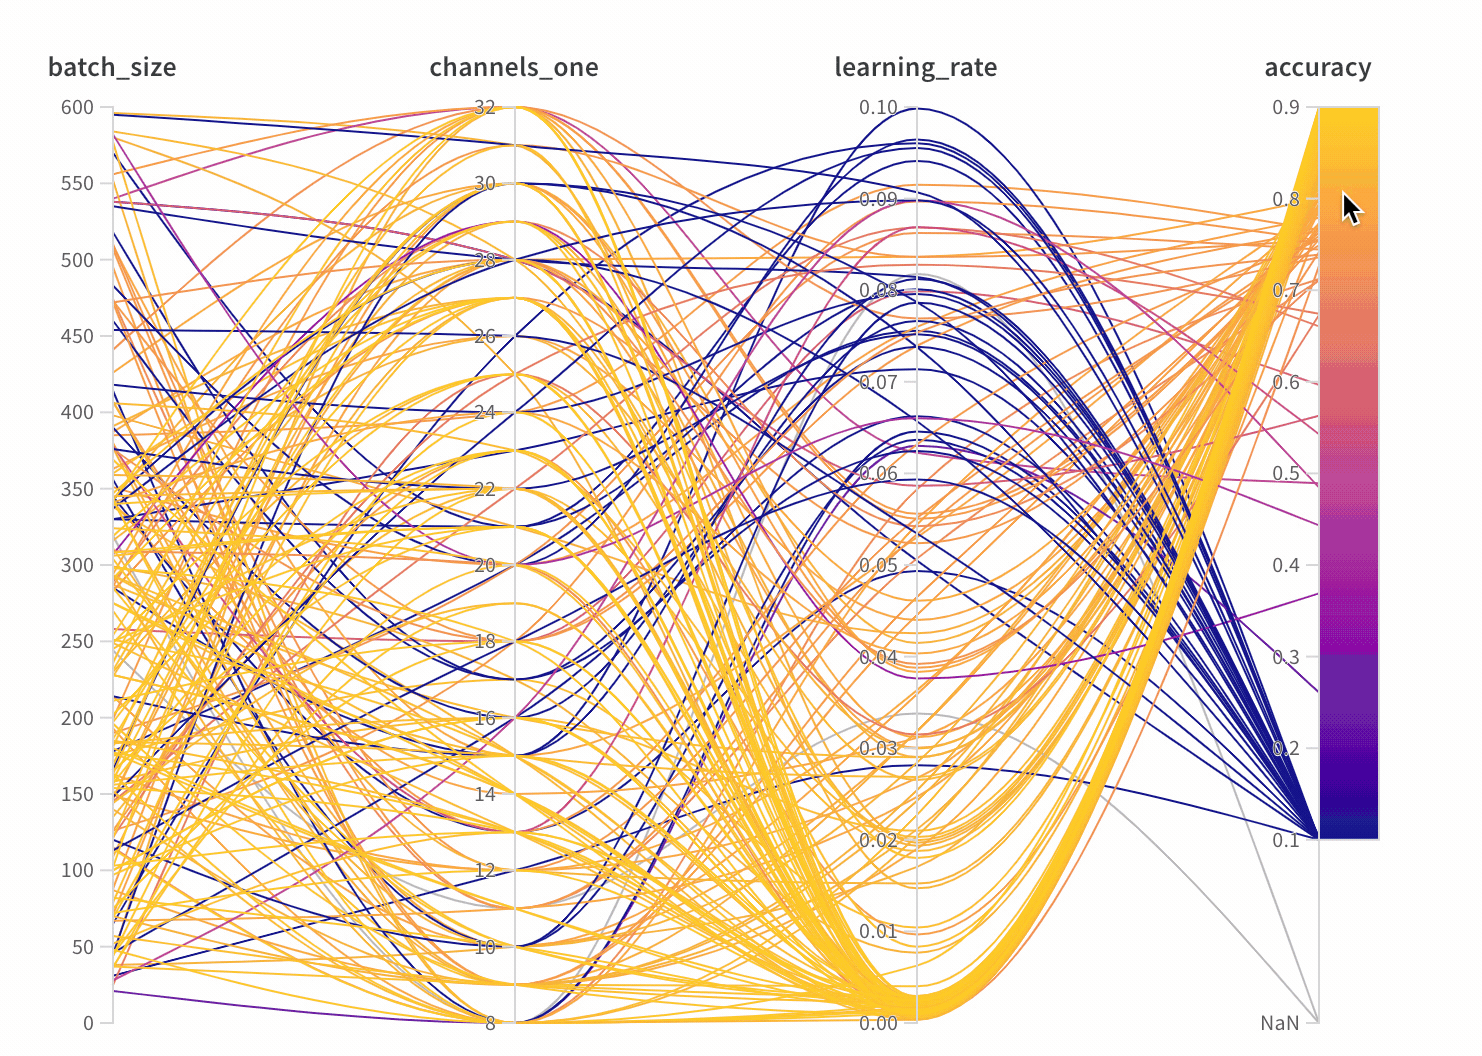 batch_size channels_one learning_rate accuracy
600 32 0.10 0.9
550 30 0.09 0.8
500 28 0.08 0.7
450 26 0.07 0.6
400 24 0.06 0.5
350 22 0.05 0.4
300 20 0.04 0.3
250 18 0.03 0.2
200 16 0.02 0.1
150 14 0.01 NaN
100 12 0.00
50 10
0 8